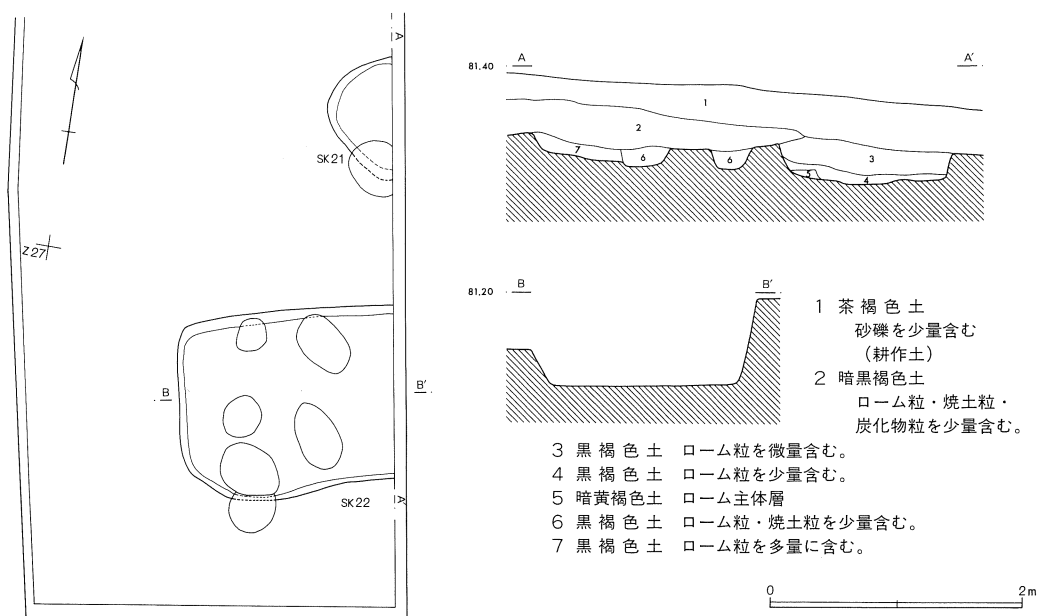 A
SK21
Z27
B
B'
SK22
A'
81.40
A
A'
1
2
7
6
6
3
5
4
81.20
B
B'
1 茶褐色土
砂礫を少量含む
(耕作土)
2 暗黒褐色土
ローム粒・焼土粒・
炭化物粒を少量含む。
3 黒褐色土 ローム粒を微量含む。
4 黒褐色土 ローム粒を少量含む。
5 暗黄褐色土 ローム主体層
6 黒褐色土 ローム粒・焼土粒を少量含む。
7 黒褐色土 ローム粒を多量に含む。
0 2m